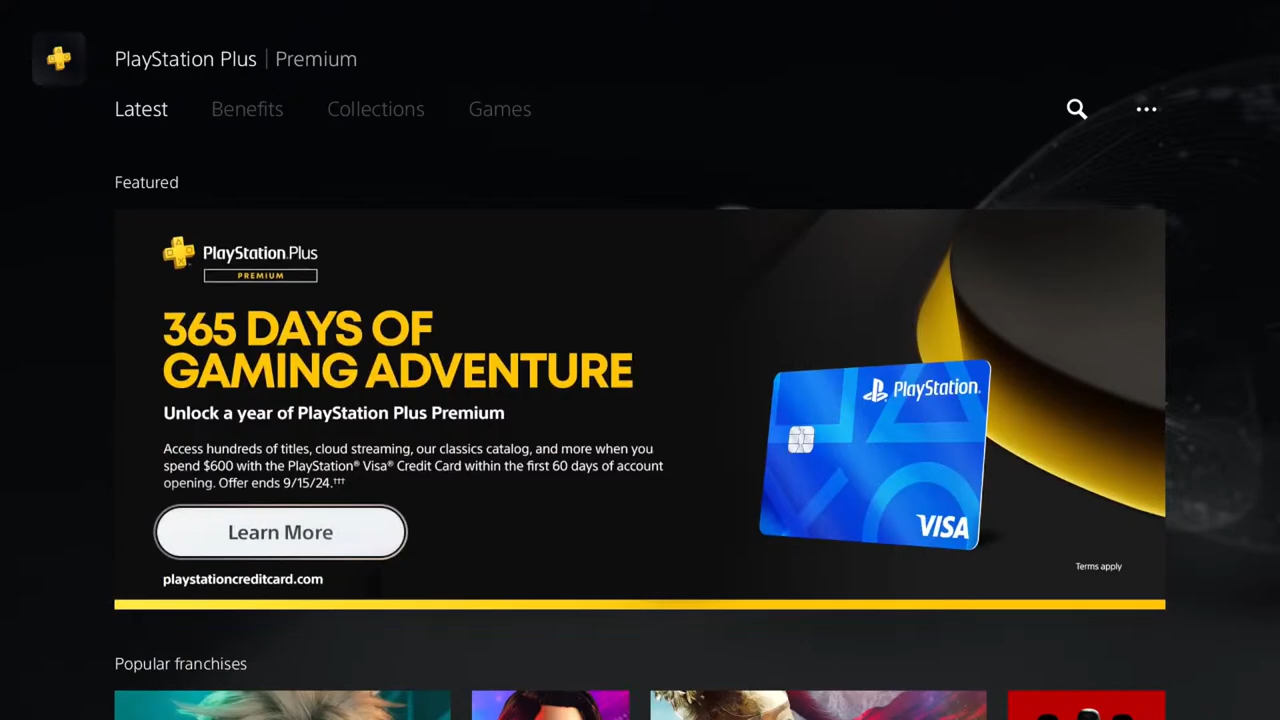 PlayStation Plus | Premium
Latest Benefits Collections Games
Featured
PlayStation Plus
PREMIUM
365 DAYS OF
GAMING ADVENTURE
Unlock a year of PlayStation Plus Premium
Access hundreds of titles, cloud streaming, our classics catalog, and more when you
spend $600 with the PlayStation® Visa® Credit Card within the first 60 days of account
opening. Offer ends 9/15/24.†††
Learn More
playstationcreditcard.com
PlayStation.
VISA
Terms apply
Popular franchises